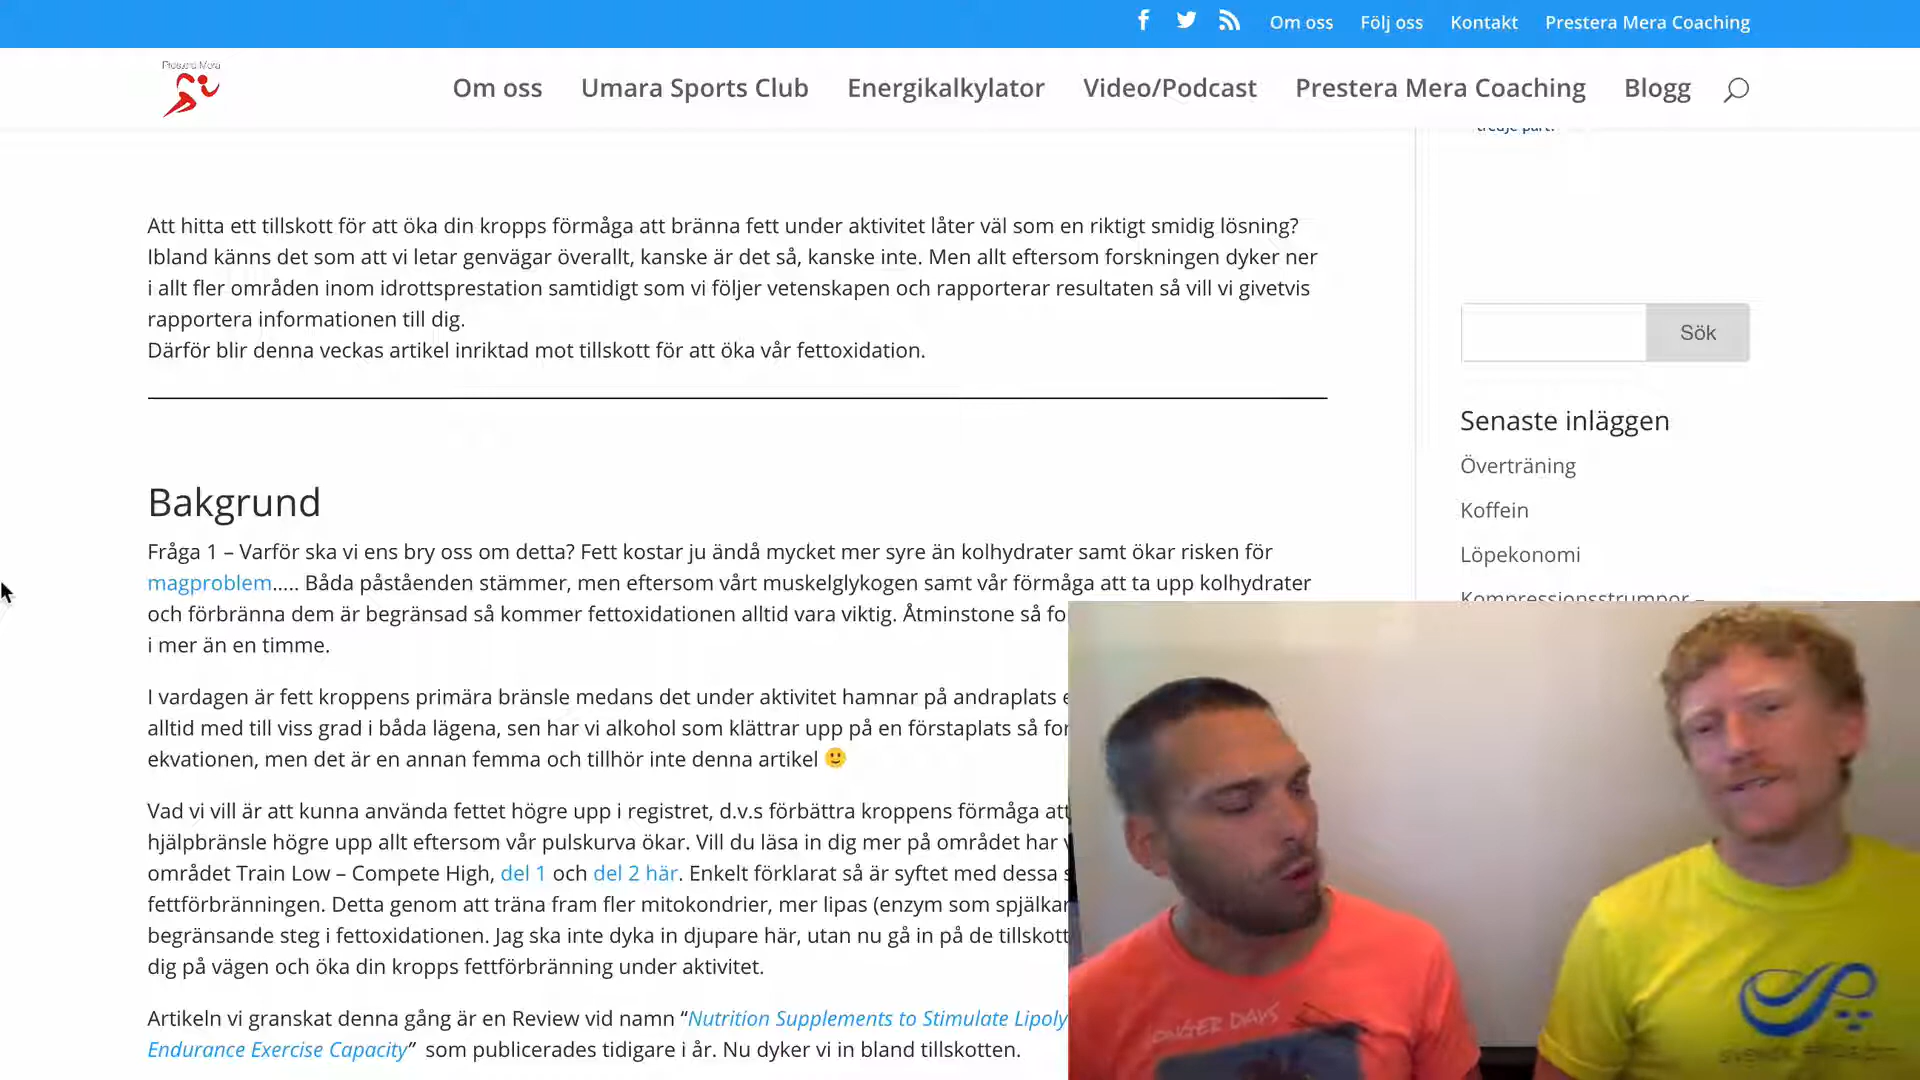 Om oss Följ oss Kontakt Prestera Mera Coaching
Prestera Mera
Om oss Umara Sports Club Energikalkylator Video/Podcast Prestera Mera Coaching Blogg
tredje part.
Att hitta ett tillskott för att öka din kropps förmåga att bränna fett under aktivitet låter väl som en riktigt smidig lösning?
Ibland känns det som att vi letar genvägar överallt, kanske är det så, kanske inte. Men allt eftersom forskningen dyker ner
i allt fler områden inom idrottsprestation samtidigt som vi följer vetenskapen och rapporterar resultaten så vill vi givetvis
rapportera informationen till dig.
Därför blir denna veckas artikel inriktad mot tillskott för att öka vår fettoxidation.
Sök
Senaste inläggen
Överträning
Koffein
Löpekonomi
Kompressionsstrumpor –
Bakgrund
Fråga 1 – Varför ska vi ens bry oss om detta? Fett kostar ju ändå mycket mer syre än kolhydrater samt ökar risken för
magproblem….. Båda påståenden stämmer, men eftersom vårt muskelglykogen samt vår förmåga att ta upp kolhydrater
och förbränna dem är begränsad så kommer fettoxidationen alltid vara viktig. Åtminstone så fo
i mer än en timme.
I vardagen är fett kroppens primära bränsle medans det under aktivitet hamnar på andraplats
alltid med till viss grad i båda lägena, sen har vi alkohol som klättrar upp på en förstaplats så for
ekvationen, men det är en annan femma och tillhör inte denna artikel 🙂
Vad vi vill är att kunna använda fettet högre upp i registret, d.v.s förbättra kroppens förmåga att
hjälpbränsle högre upp allt eftersom vår pulskurva ökar. Vill du läsa in dig mer på området har
området Train Low – Compete High, del 1 och del 2 här. Enkelt förklarat så är syftet med dessa
fettförbränningen. Detta genom att träna fram fler mitokondrier, mer lipas (enzym som spjälkar
begränsande steg i fettoxidationen. Jag ska inte dyka in djupare här, utan nu gå in på de tillskott
dig på vägen och öka din kropps fettförbränning under aktivitet.
Artikeln vi granskat denna gång är en Review vid namn “Nutrition Supplements to Stimulate Lipoly
Endurance Exercise Capacity” som publicerades tidigare i år. Nu dyker vi in bland tillskotten.